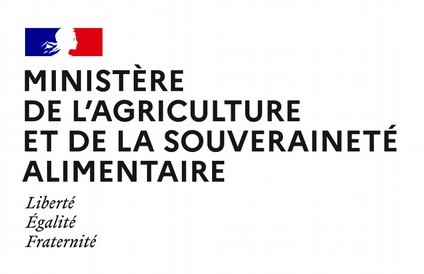 MINISTÈRE
DE L'AGRICULTURE
ET DE LA SOUVERAINETÉ
ALIMENTAIRE
Liberté
Égalité
Fraternité